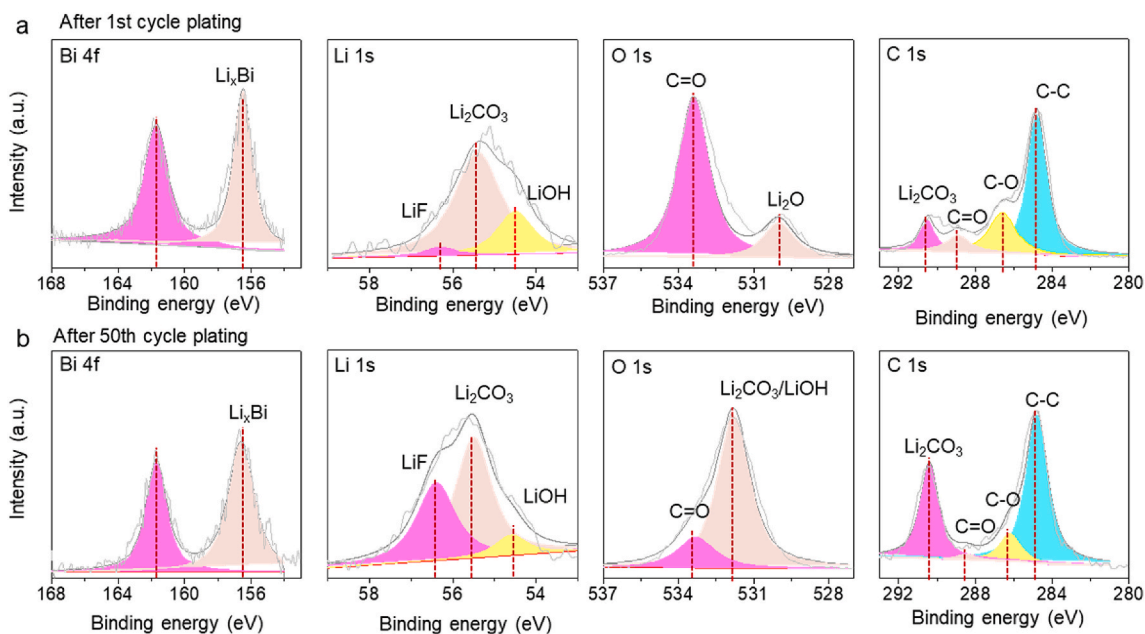 a After 1st cycle plating
Bi 4f
LiₓBi
Intensity (a.u.)
168 164 160 156
Binding energy (eV)
Li 1s
Li₂CO₃
LiOH
LiF
58 56 54
Binding energy (eV)
O 1s
C=O
Li₂O
537 534 531 528
Binding energy (eV)
C 1s
C-C
C-O
Li₂CO₃
C=O
292 288 284 280
Binding energy (eV)
b After 50th cycle plating
Bi 4f
LiₓBi
Intensity (a.u.)
168 164 160 156
Binding energy (eV)
Li 1s
Li₂CO₃
LiF
LiOH
58 56 54
Binding energy (eV)
O 1s
Li₂CO₃/LiOH
C=O
537 534 531 528
Binding energy (eV)
C 1s
C-C
Li₂CO₃
C-O
C=O
292 288 284 280
Binding energy (eV)